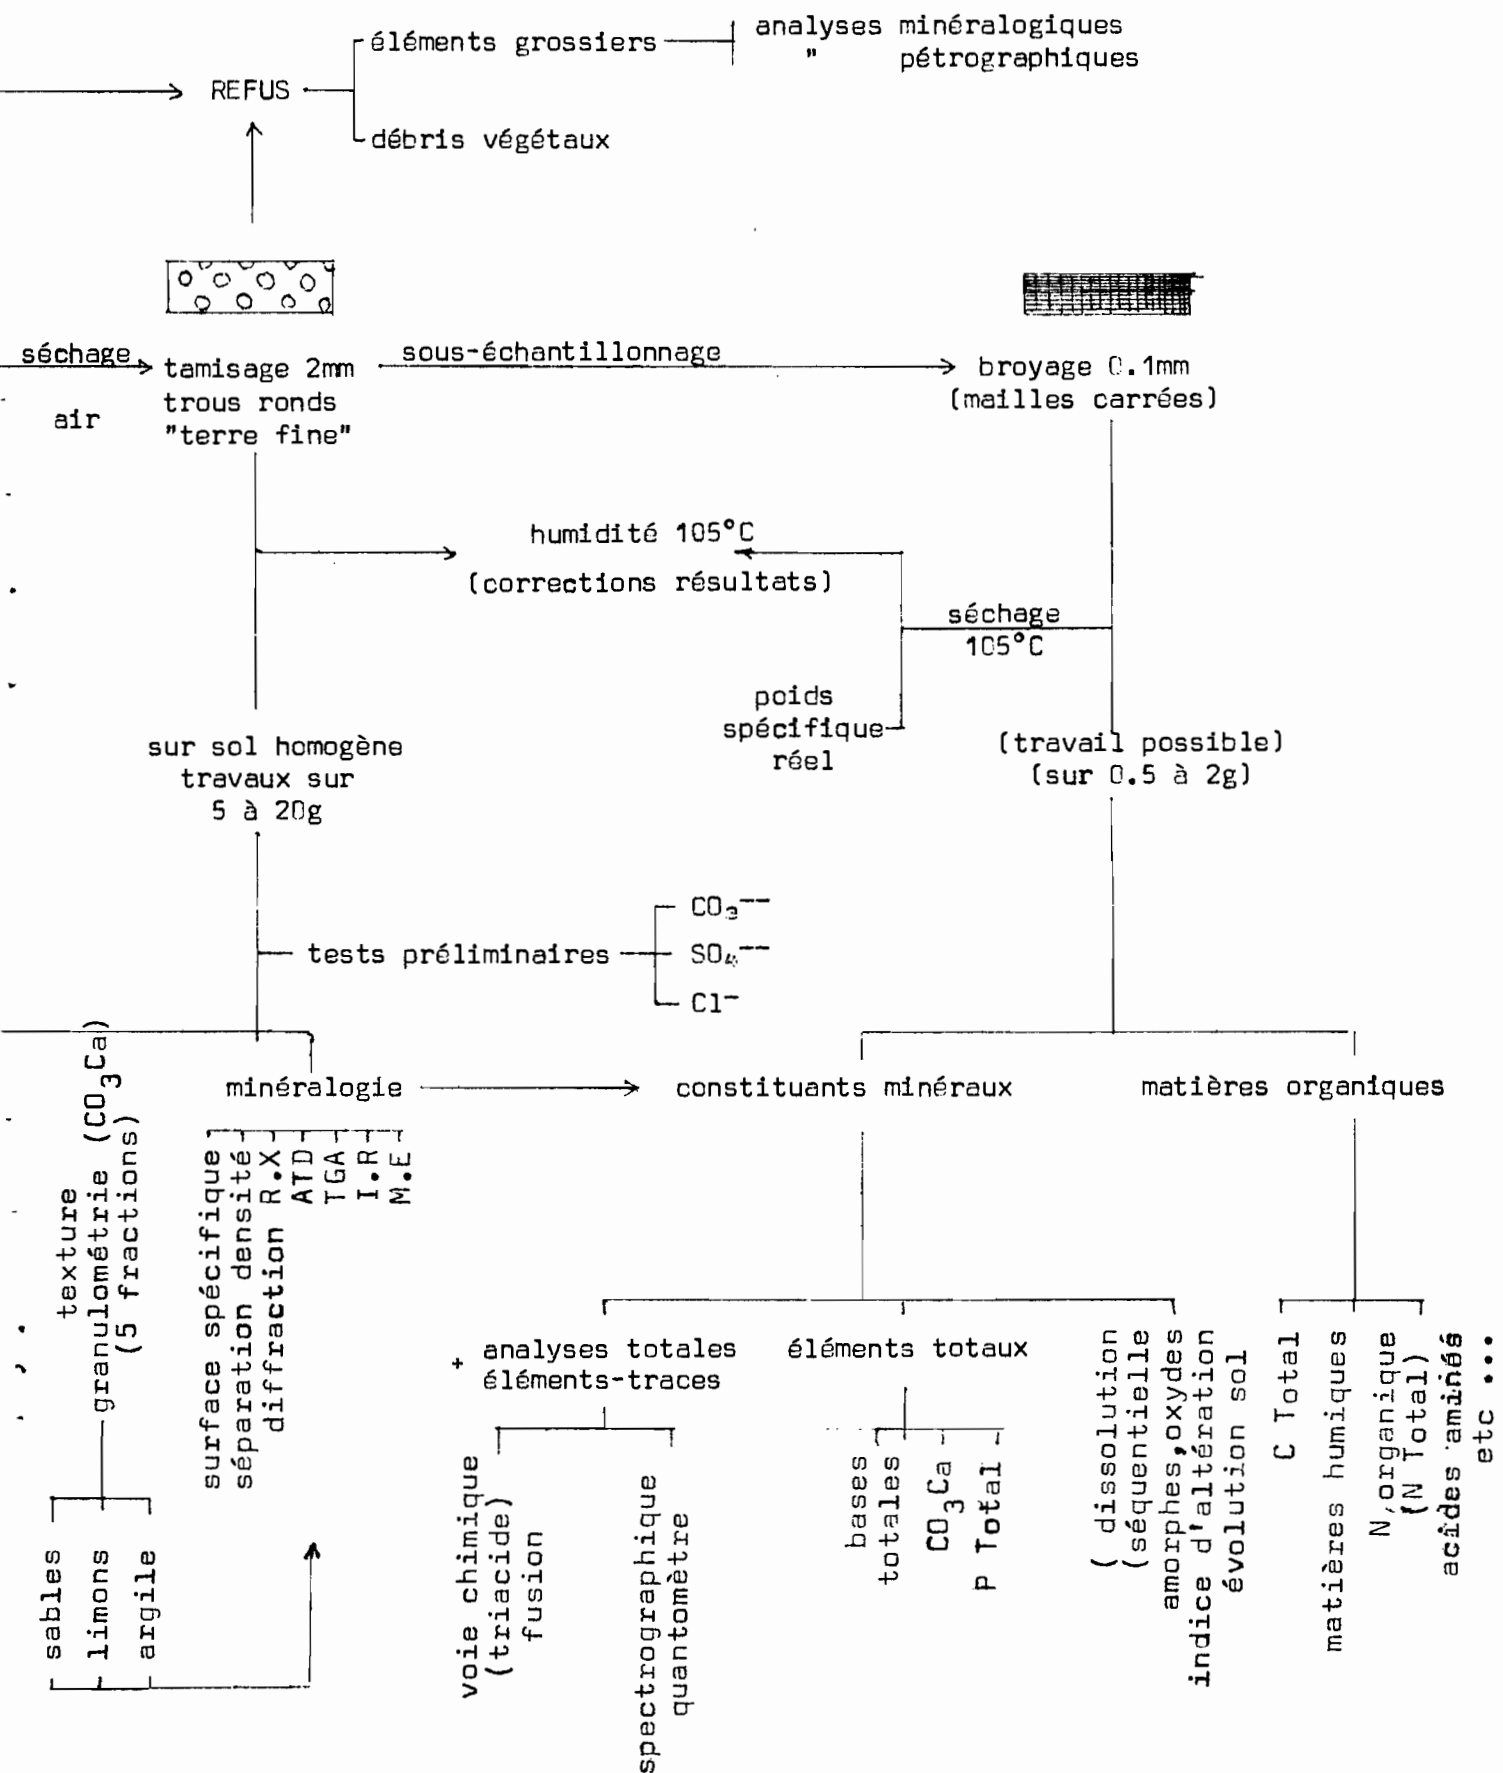 éléments grossiers
analyses minéralogiques
" pétrographiques
REFUS
débris végétaux
séchage
air
tamisage 2mm
trous ronds
"terre fine"
sous-échantillonnage
broyage 0.1mm
(mailles carrées)
humidité 105°C
(corrections résultats)
séchage
105°C
poids
spécifique
réel
sur sol homogène
travaux sur
5 à 20g
(travail possible)
(sur 0.5 à 2g)
tests préliminaires
CO₃--
SO₄--
Cl-
minéralogie
constituants minéraux
matières organiques
texture
granulométrie (CO₃Ca)
(5 fractions)
sables
limons
argile
surface spécifique
séparation densité
diffraction R.X
ATD
TGA
I.R
M.E
+ analyses totales
éléments-traces
voie chimique
(triacide)
fusion
spectrographique
quantomètre
éléments totaux
bases
totales
CO₃Ca
P Total
( dissolution
(séquentielle
amorphes,oxydes
indice d'altération
évolution sol
C Total
matières humiques
N,organique
(N Total)
acides aminés
etc ...